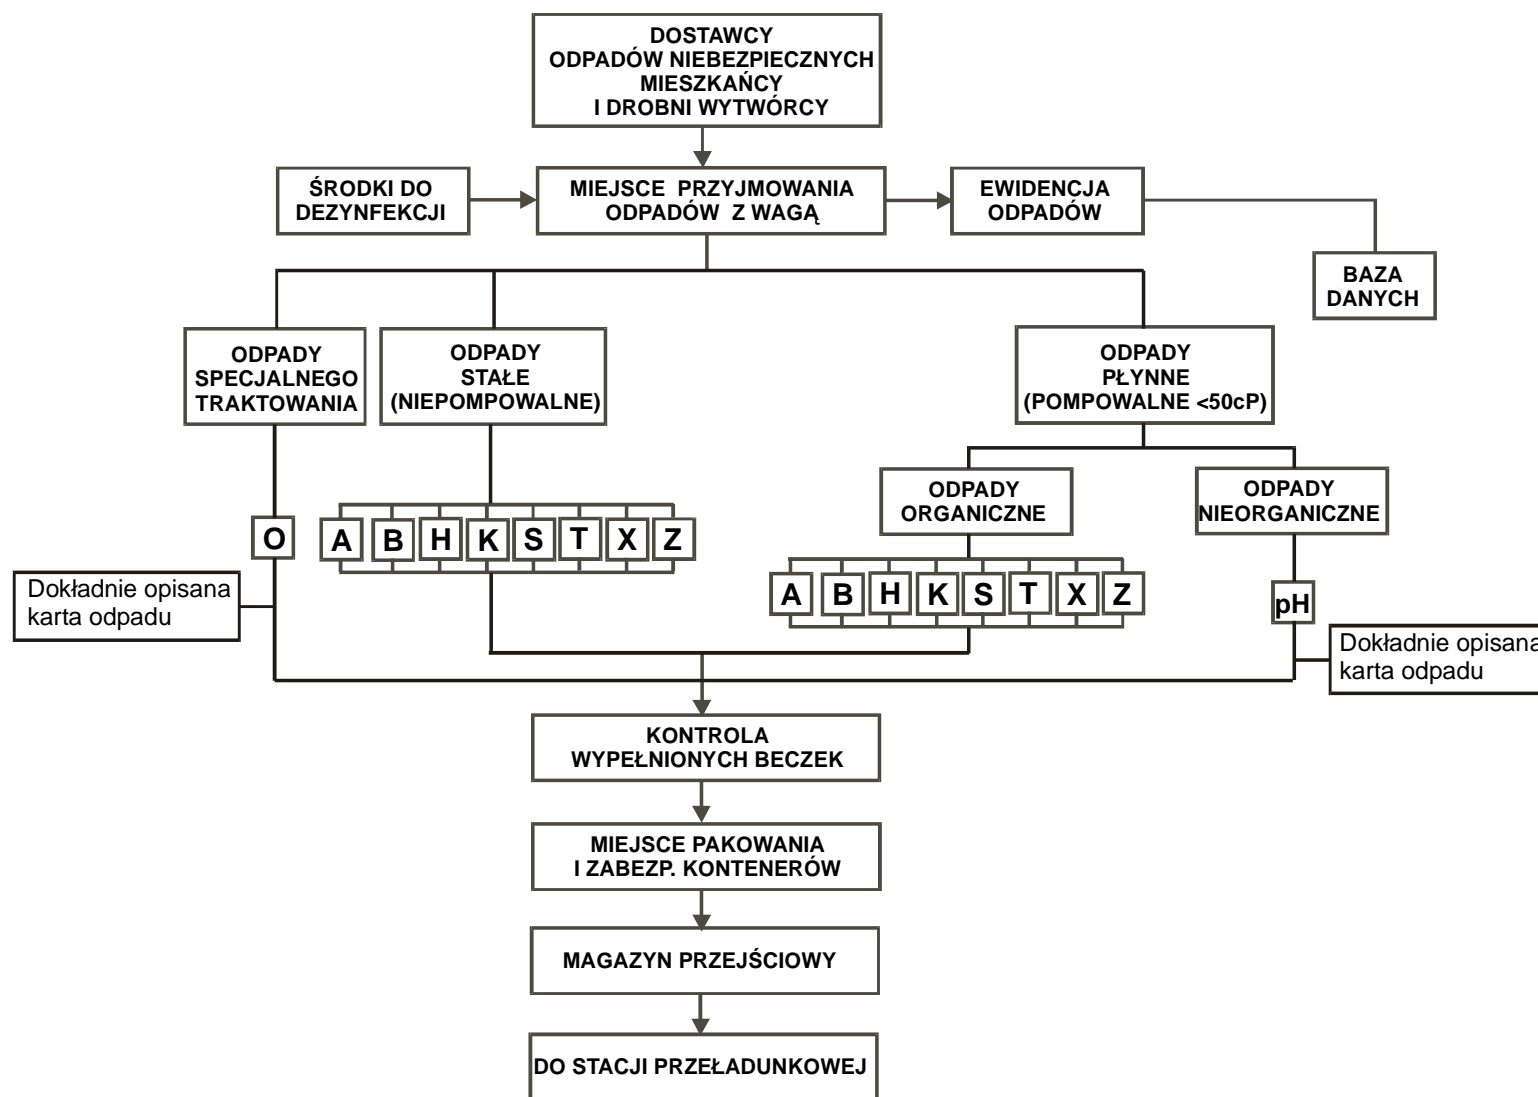 DOSTAWCY
ODPADÓW NIEBEZPIECZNYCH
MIESZKAŃCY
I DROBNI WYTWÓRCY
ŚRODKI DO
DEZYNFEKCJI
MIEJSCE PRZYJMOWANIA
ODPADÓW Z WAGĄ
EWIDENCJA
ODPADÓW
BAZA
DANYCH
ODPADY
SPECJALNEGO
TRAKTOWANIA
ODPADY
STAŁE
(NIEPOMPOWALNE)
ODPADY
PŁYNNE
(POMPOWALNE <50cP)
ODPADY
ORGANICZNE
ODPADY
NIEORGANICZNE
O
A B H K S T X Z
A B H K S T X Z
pH
Dokładnie opisana
karta odpadu
Dokładnie opisana
karta odpadu
KONTROLA
WYPEŁNIONYCH BECZEK
MIEJSCE PAKOWANIA
I ZABEZP. KONTENERÓW
MAGAZYN PRZEJŚCIOWY
DO STACJI PRZEŁADUNKOWEJ